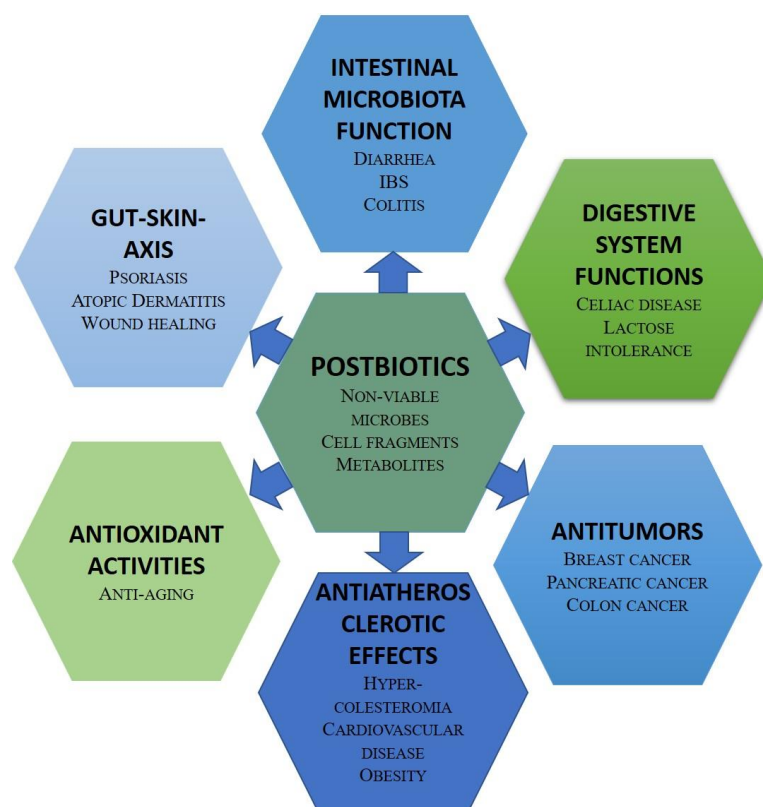 INTESTINAL
MICROBIOTA
FUNCTION
DIARRHEA
IBS
COLITIS
GUT-SKIN-
AXIS
PSORIASIS
ATOPIC DERMATITIS
WOUND HEALING
DIGESTIVE
SYSTEM
FUNCTIONS
CELIAC DISEASE
LACTOSE
INTOLERANCE
POSTBIOTICS
NON-VIABLE
MICROBES
CELL FRAGMENTS
METABOLITES
ANTIOXIDANT
ACTIVITIES
ANTI-AGING
ANTITUMORS
BREAST CANCER
PANCREATIC CANCER
COLON CANCER
ANTIATHEROS
CLEROTIC
EFFECTS
HYPER-
COLESTEROMIA
CARDIOVASCULAR
DISEASE
OBESITY